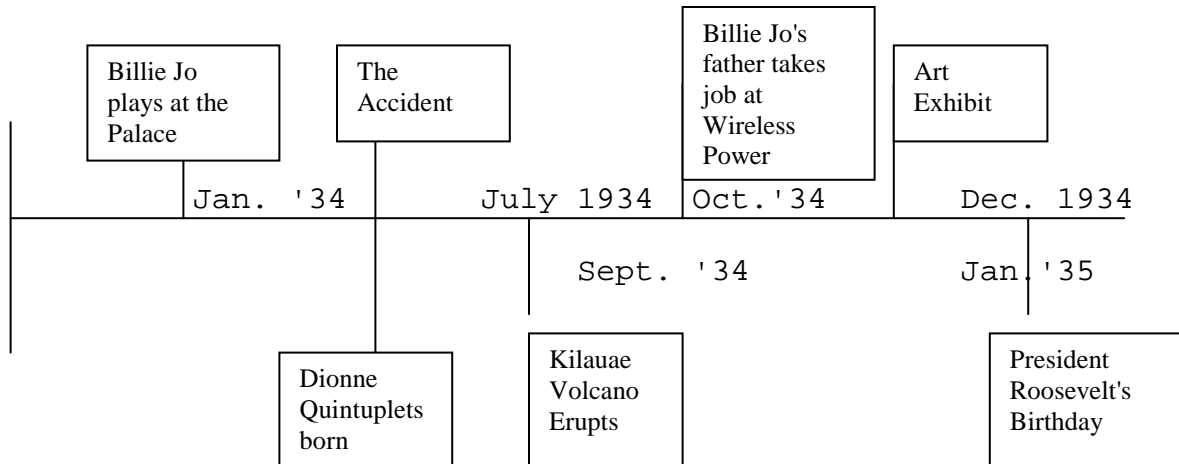 Billie Jo
plays at the
Palace
The
Accident
Billie Jo's
father takes
job at
Wireless
Power
Art
Exhibit
Jan. '34
July 1934
Oct.'34
Dec. 1934
Sept. '34
Jan.'35
Dionne
Quintuplets
born
Kilauae
Volcano
Erupts
President
Roosevelt's
Birthday